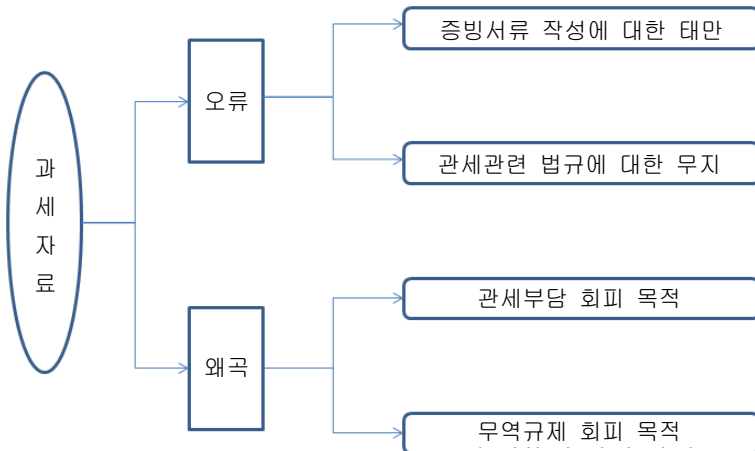 과세자료
오류
증빙서류 작성에 대한 태만
관세관련 법규에 대한 무지
왜곡
관세부담 회피 목적
무역규제 회피 목적